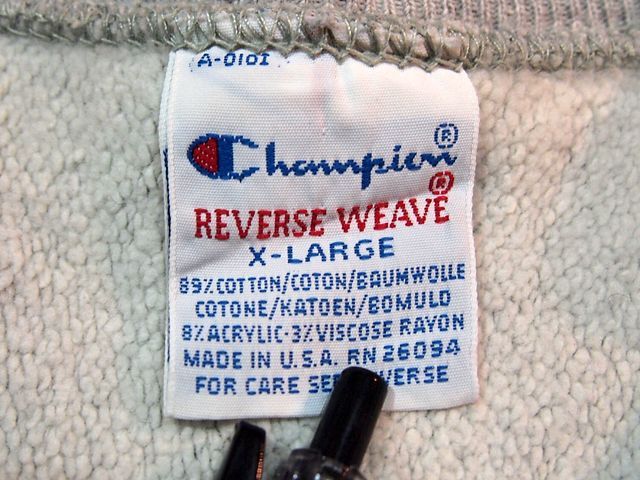 A-0101
Champion®
REVERSE WEAVE®
X-LARGE
89% COTTON/COTON/BAUMWOLLE
COTONE/KATOEN/BOMULD
8% ACRYLIC·3% VISCOSE RAYON
MADE IN U.S.A. RN 26094
FOR CARE